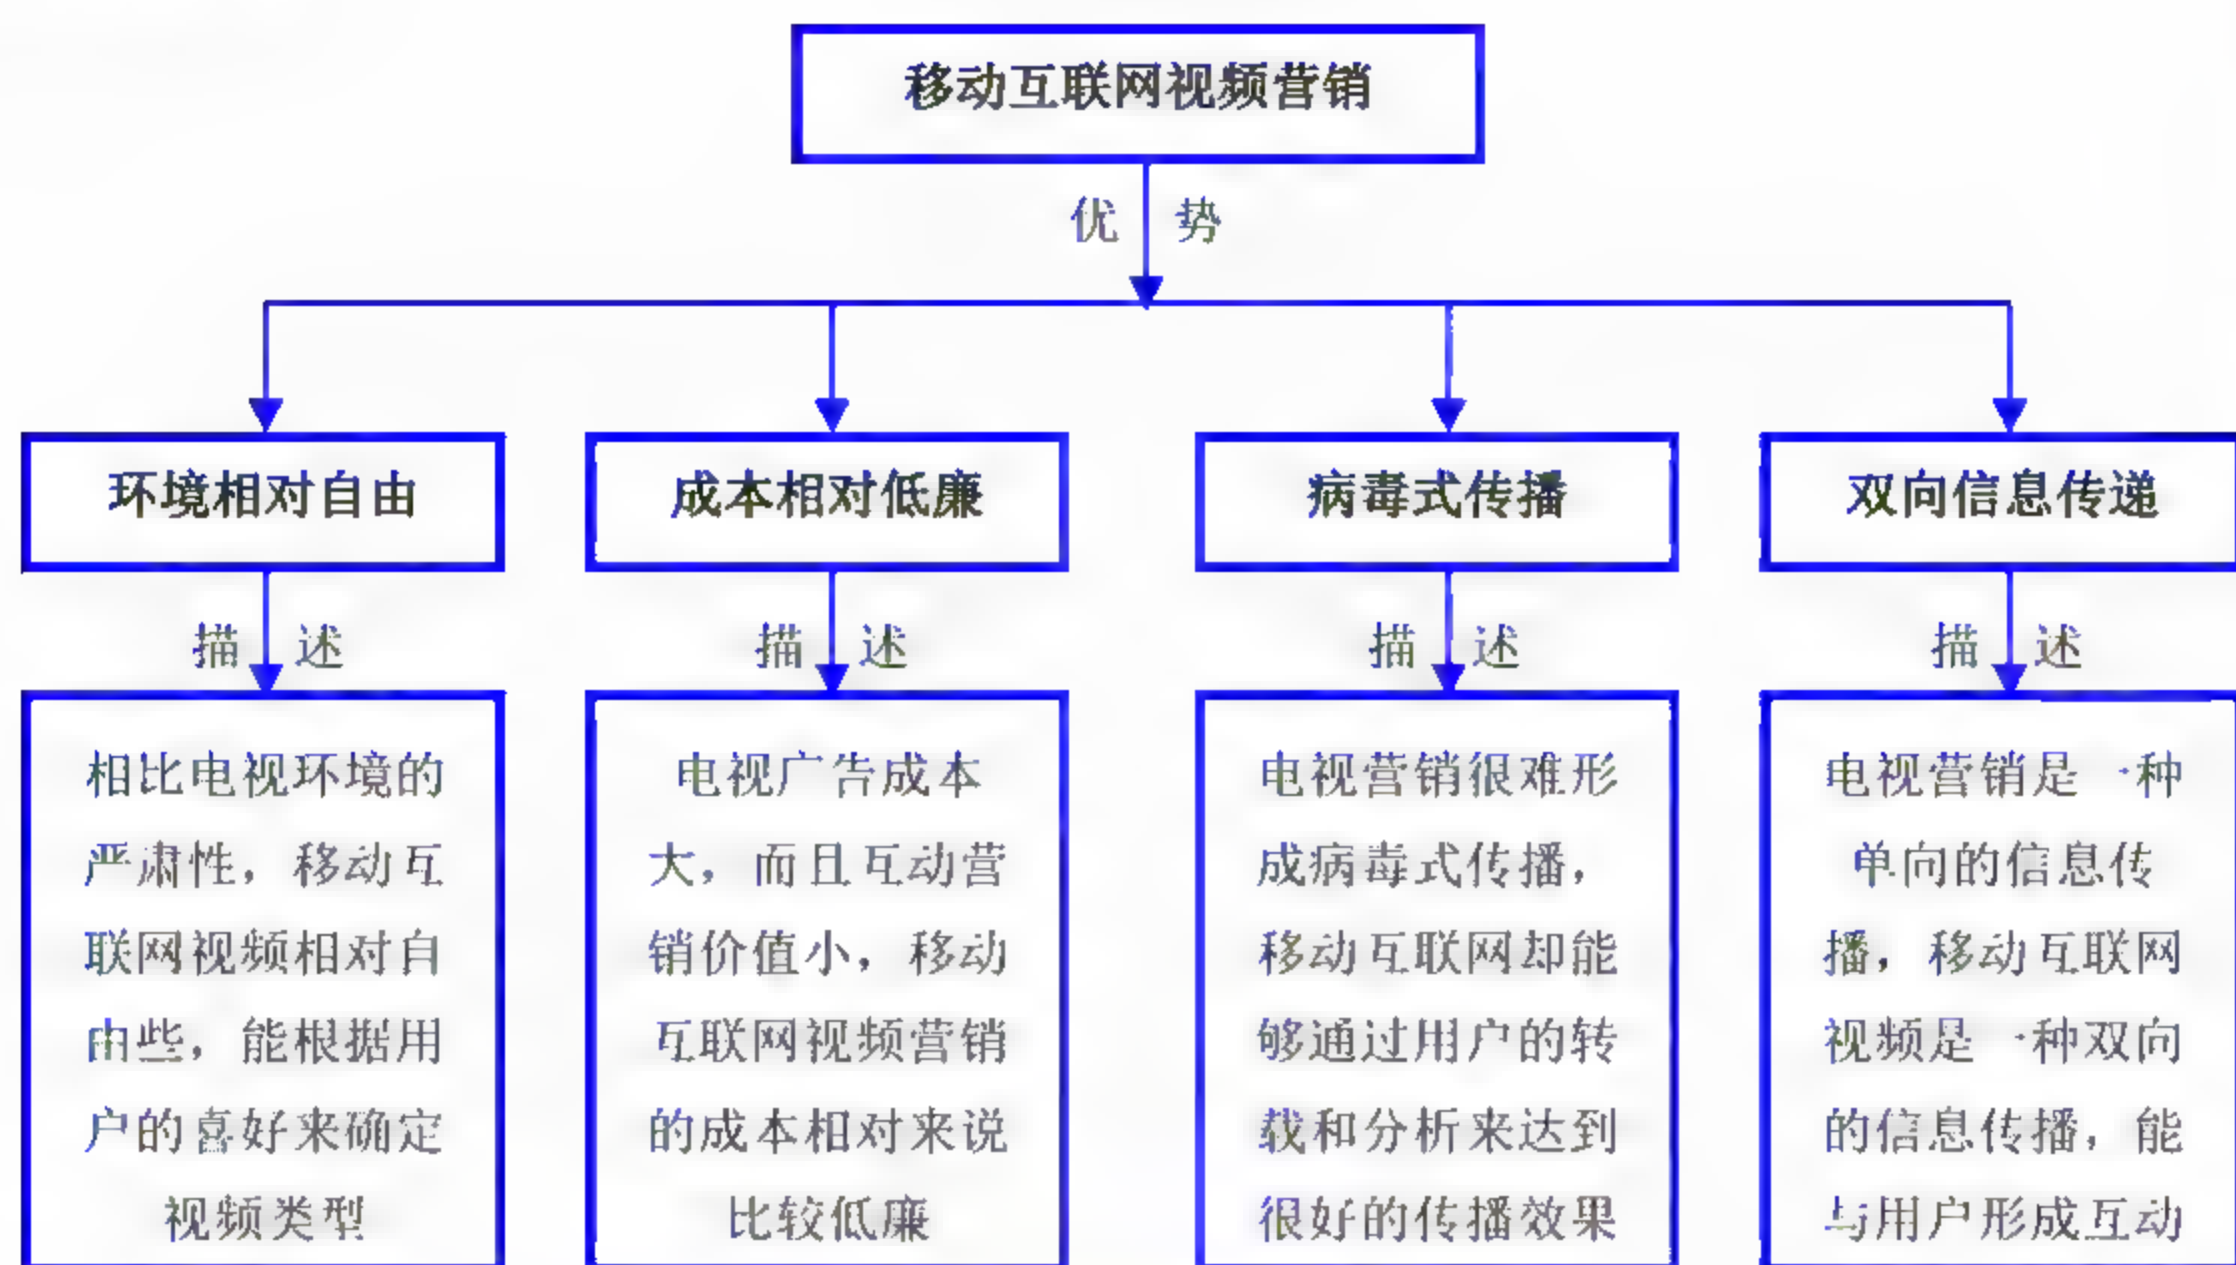 移动互联网视频营销
优势
环境相对自由
成本相对低廉
病毒式传播
双向信息传递
描述
描述
描述
描述
相比电视环境的
严肃性，移动互
联网视频相对自
由些，能根据用
户的喜好来确定
视频类型
电视广告成本
大，而且互动营
销价值小，移动
互联网视频营销
的成本相对来说
比较低廉
电视营销很难形
成病毒式传播，
移动互联网却能
够通过用户的转
载和分析来达到
很好的传播效果
电视营销是一种
单向的信息传
播，移动互联网
视频是一种双向
的信息传播，能
与用户形成互动